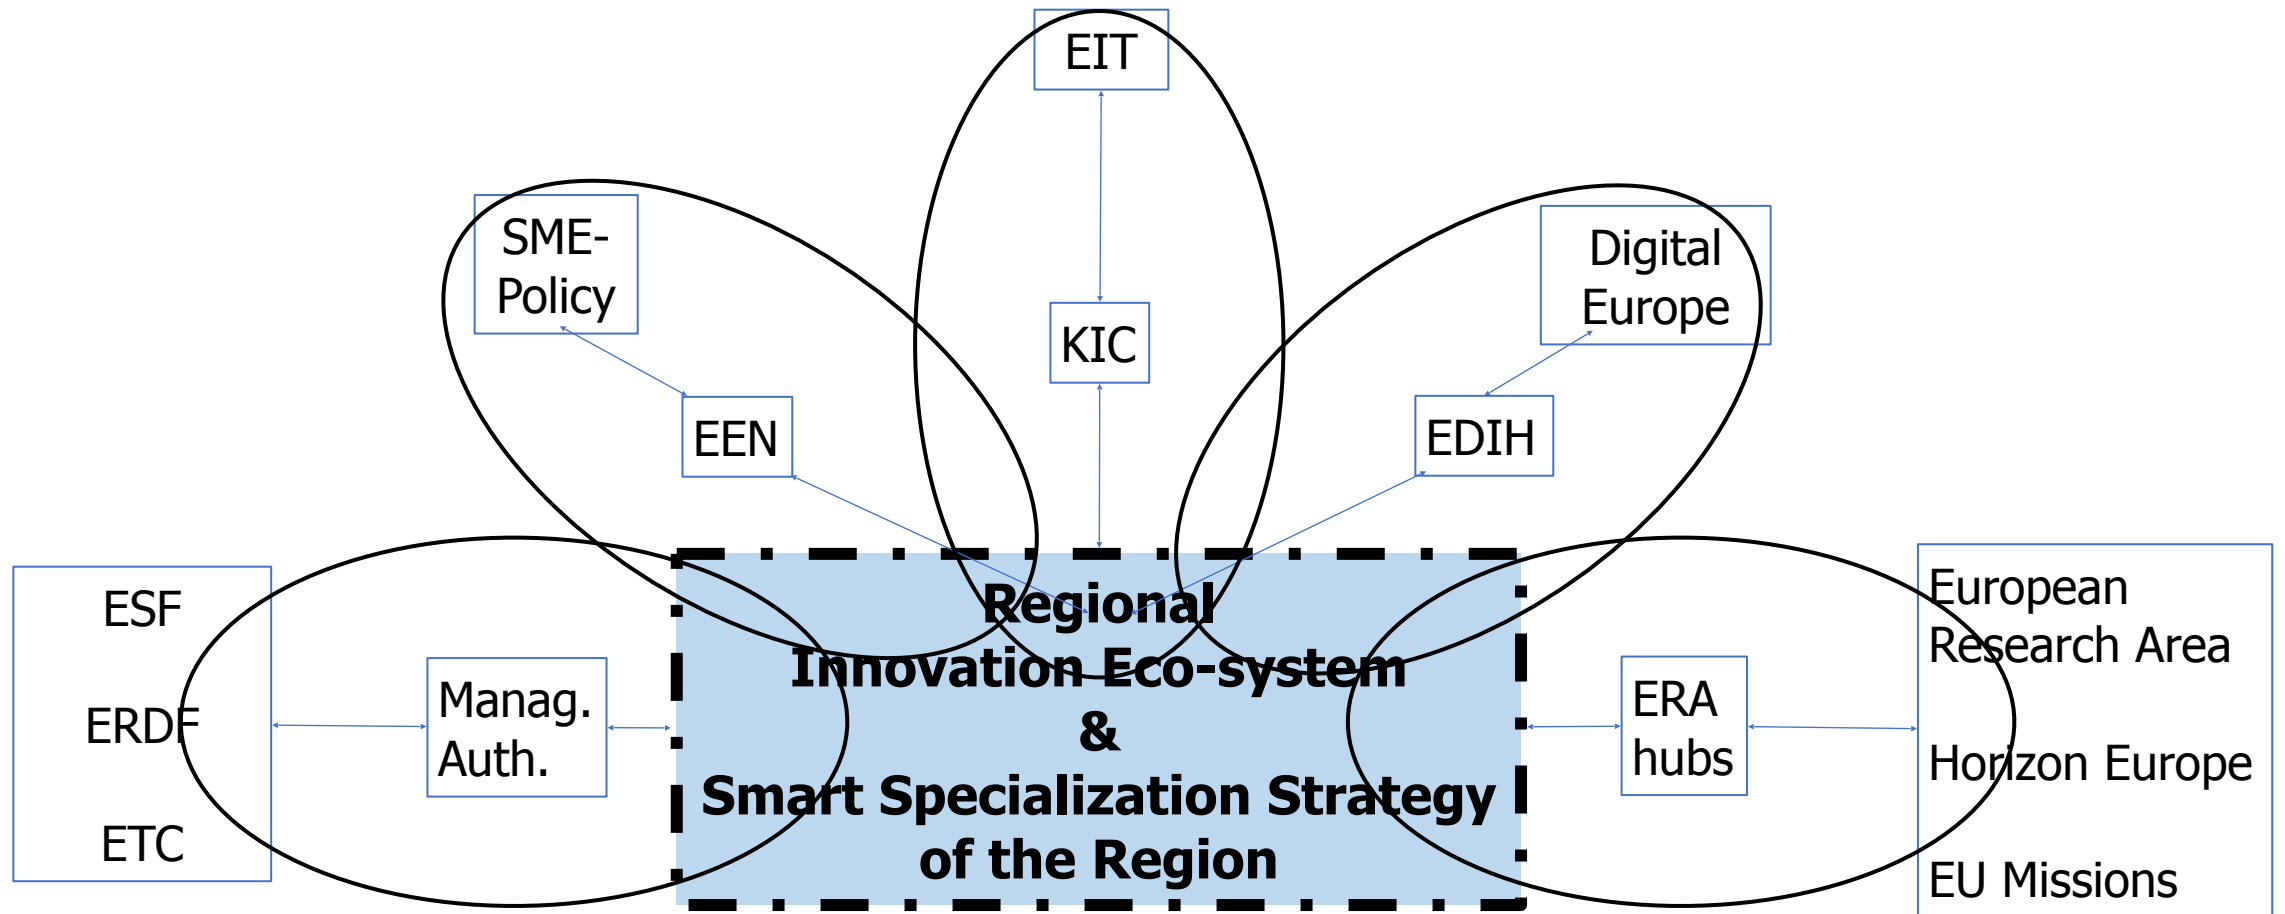 EIT
SME-
Policy
Digital
Europe
KIC
EEN
EDIH
ESF
ERDF
ETC
Manag.
Auth.
Regional
Innovation Eco-system
&
Smart Specialization Strategy
of the Region
ERA
hubs
European
Research Area
Horizon Europe
EU Missions